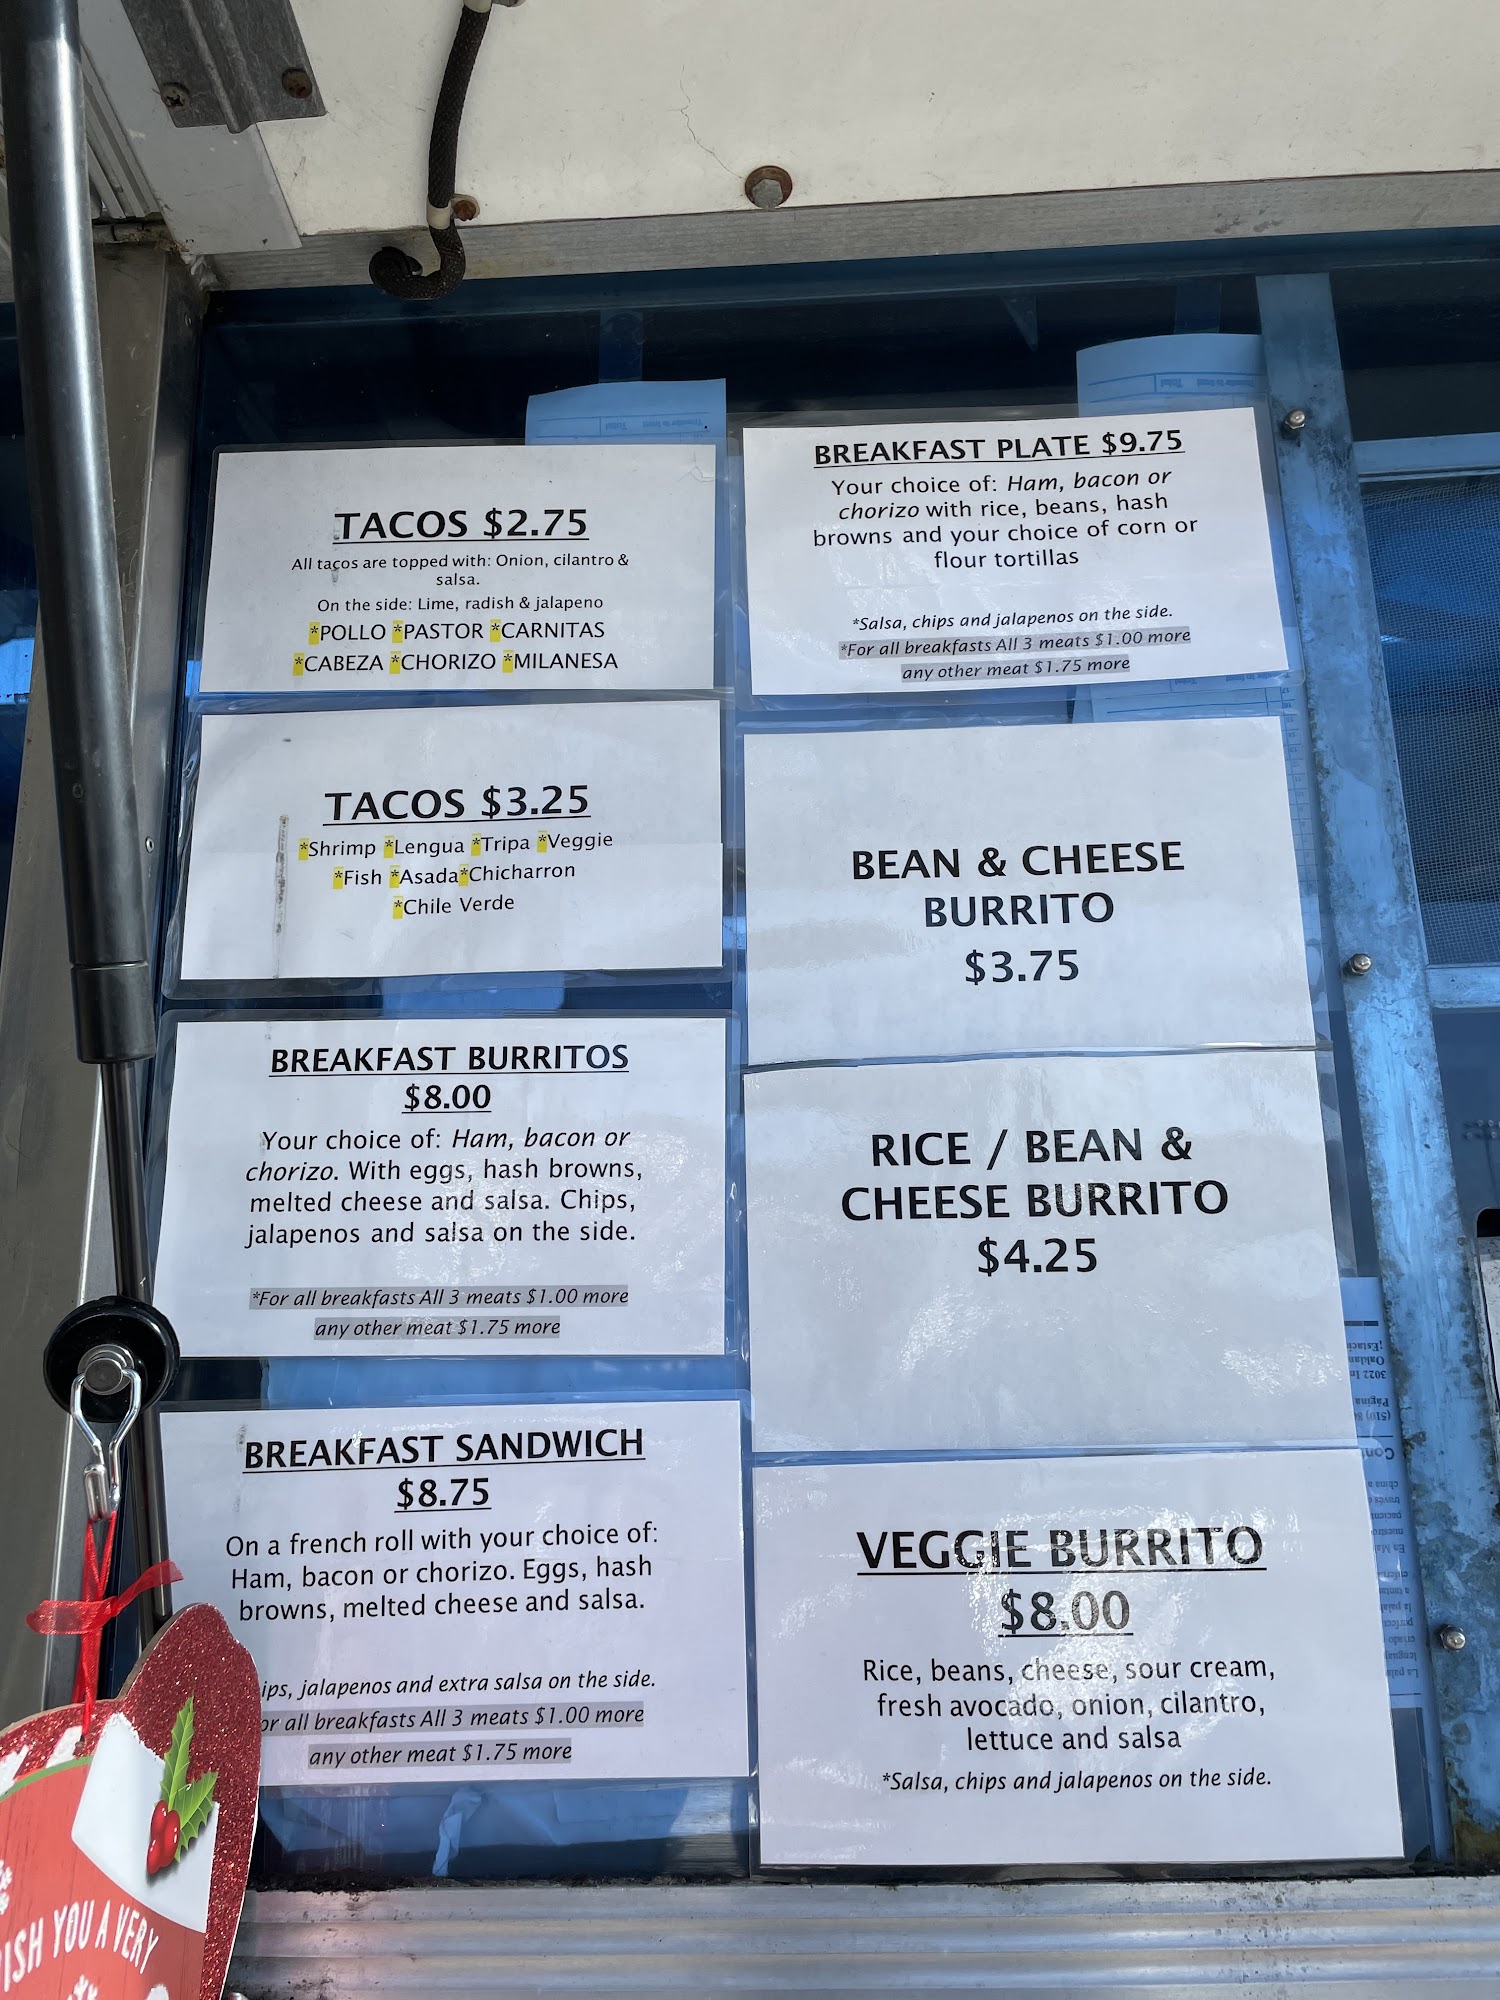 TACOS $2.75
All tacos are topped with: Onion, cilantro &
salsa.
On the side: Lime, radish & jalapeno
*POLLO *PASTOR *CARNITAS
*CABEZA *CHORIZO *MILANESA
TACOS $3.25
*Shrimp *Lengua *Tripa *Veggie
*Fish *Asada*Chicharron
*Chile Verde
BREAKFAST BURRITOS
$8.00
Your choice of: Ham, bacon or
chorizo. With eggs, hash browns,
melted cheese and salsa. Chips,
jalapenos and salsa on the side.
*For all breakfasts All 3 meats $1.00 more
any other meat $1.75 more
BREAKFAST SANDWICH
$8.75
On a french roll with your choice of:
Ham, bacon or chorizo. Eggs, hash
browns, melted cheese and salsa.
ips, jalapenos and extra salsa on the side.
or all breakfasts All 3 meats $1.00 more
any other meat $1.75 more
BREAKFAST PLATE $9.75
Your choice of: Ham, bacon or
chorizo with rice, beans, hash
browns and your choice of corn or
flour tortillas
*Salsa, chips and jalapenos on the side.
*For all breakfasts All 3 meats $1.00 more
any other meat $1.75 more
BEAN & CHEESE
BURRITO
$3.75
RICE / BEAN &
CHEESE BURRITO
$4.25
VEGGIE BURRITO
$8.00
Rice, beans, cheese, sour cream,
fresh avocado, onion, cilantro,
lettuce and salsa
*Salsa, chips and jalapenos on the side.
ISH YOU A VERY